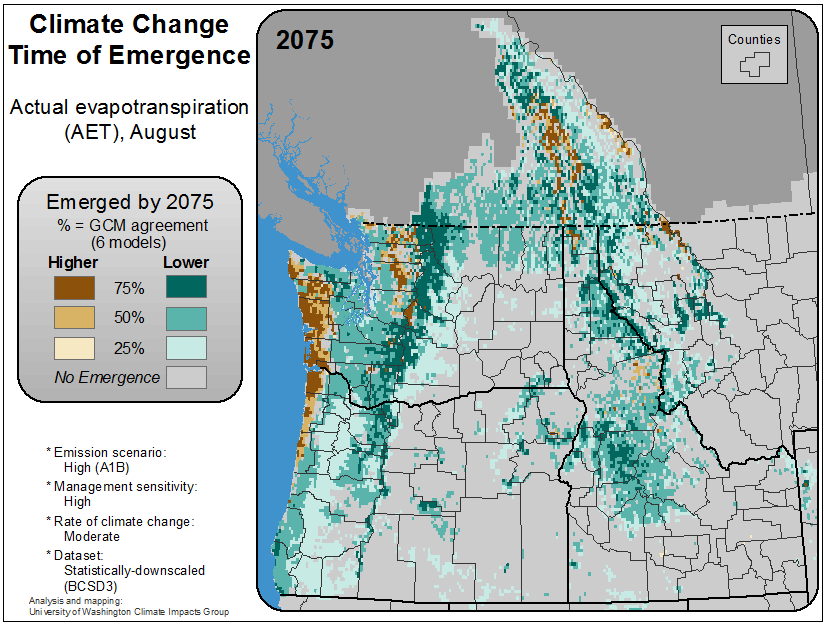 Climate Change
Time of Emergence
Actual evapotranspiration
(AET), August
Emerged by 2075
% = GCM agreement
(6 models)
Higher Lower
75%
50%
25%
No Emergence
* Emission scenario:
High (A1B)
* Management sensitivity:
High
* Rate of climate change:
Moderate
* Dataset:
Statistically-downscaled
(BCSD3)
Analysis and mapping:
University of Washington Climate Impacts Group
2075
Counties